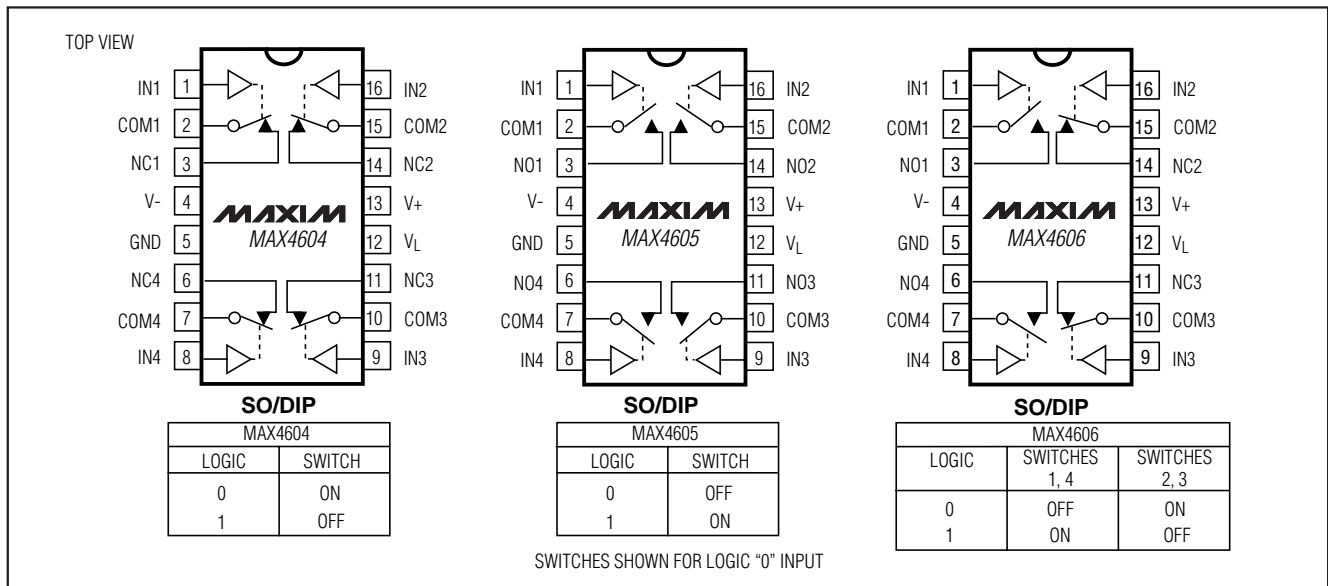 TOP VIEW
IN1 1 16 IN2
COM1 2 15 COM2
NC1 3 14 NC2
V- 4 13 V+
GND 5 12 VL
NC4 6 11 NC3
COM4 7 10 COM3
IN4 8 9 IN3
MAXIM
MAX4604
SO/DIP
MAX4604
LOGIC SWITCH
0 ON
1 OFF
IN1 1 16 IN2
COM1 2 15 COM2
NO1 3 14 NO2
V- 4 13 V+
GND 5 12 VL
NO4 6 11 NO3
COM4 7 10 COM3
IN4 8 9 IN3
MAXIM
MAX4605
SO/DIP
MAX4605
LOGIC SWITCH
0 OFF
1 ON
IN1 1 16 IN2
COM1 2 15 COM2
NO1 3 14 NC2
V- 4 13 V+
GND 5 12 VL
NO4 6 11 NC3
COM4 7 10 COM3
IN4 8 9 IN3
MAXIM
MAX4606
SO/DIP
MAX4606
LOGIC SWITCHES 1, 4 SWITCHES 2, 3
0 OFF ON
1 ON OFF
SWITCHES SHOWN FOR LOGIC “0” INPUT